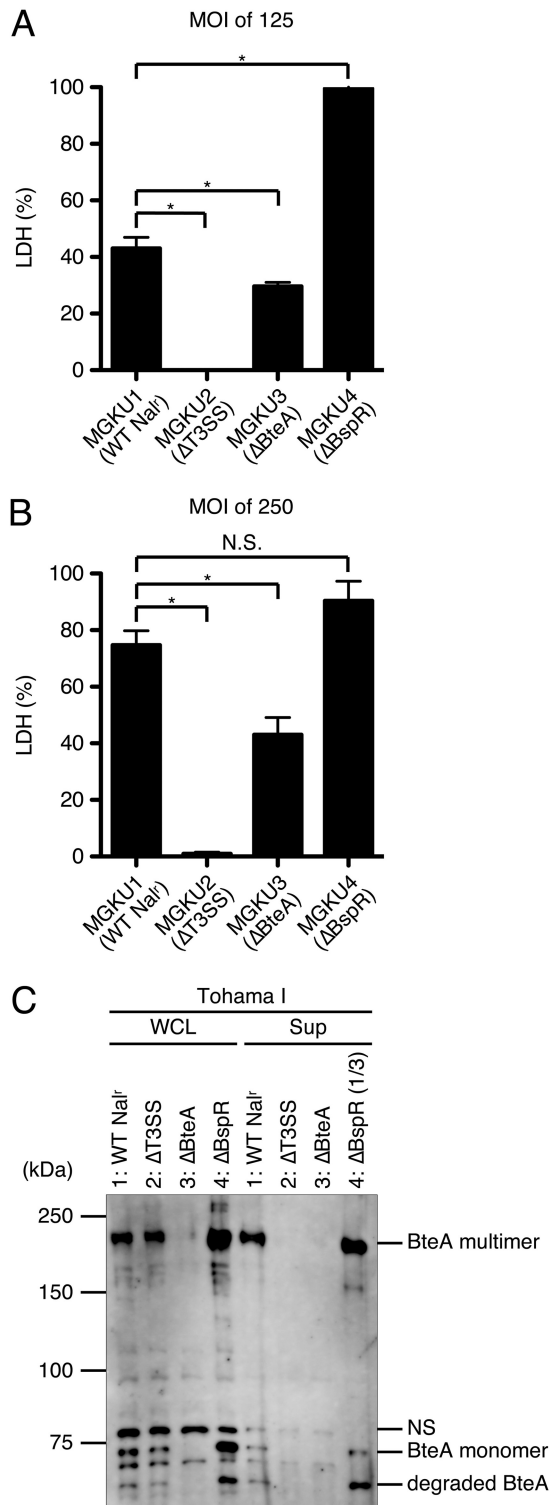 A
MOI of 125
*
*
*
LDH (%)
100
80
60
40
20
0
MGKU1
(WT Nalʳ)
MGKU2
(ΔT3SS)
MGKU3
(ΔBteA)
MGKU4
(ΔBspR)
B
MOI of 250
N.S.
*
*
LDH (%)
100
80
60
40
20
0
MGKU1
(WT Nalʳ)
MGKU2
(ΔT3SS)
MGKU3
(ΔBteA)
MGKU4
(ΔBspR)
C
Tohama I
WCL
Sup
1: WT Nalʳ
2: ΔT3SS
3: ΔBteA
4: ΔBspR
1: WT Nalʳ
2: ΔT3SS
3: ΔBteA
4: ΔBspR (1/3)
(kDa)
250
150
100
75
BteA multimer
NS
BteA monomer
degraded BteA